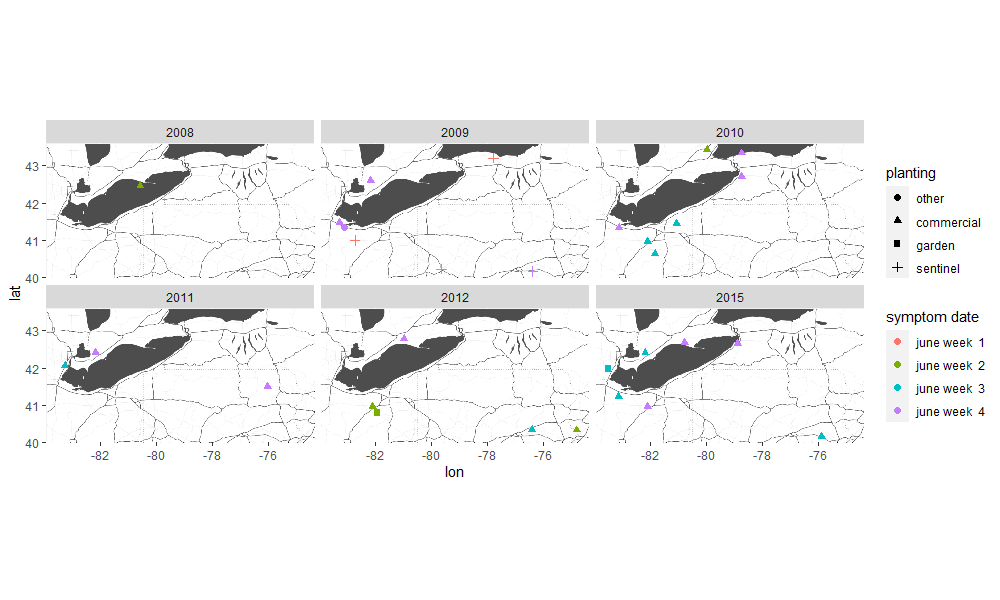 2008 2009 2010
43
42
41
40
2011 2012 2015
43
42
41
40
-82 -80 -78 -76 -82 -80 -78 -76 -82 -80 -78 -76
lon
lat
planting
other
commercial
garden
sentinel
symptom date
june week 1
june week 2
june week 3
june week 4